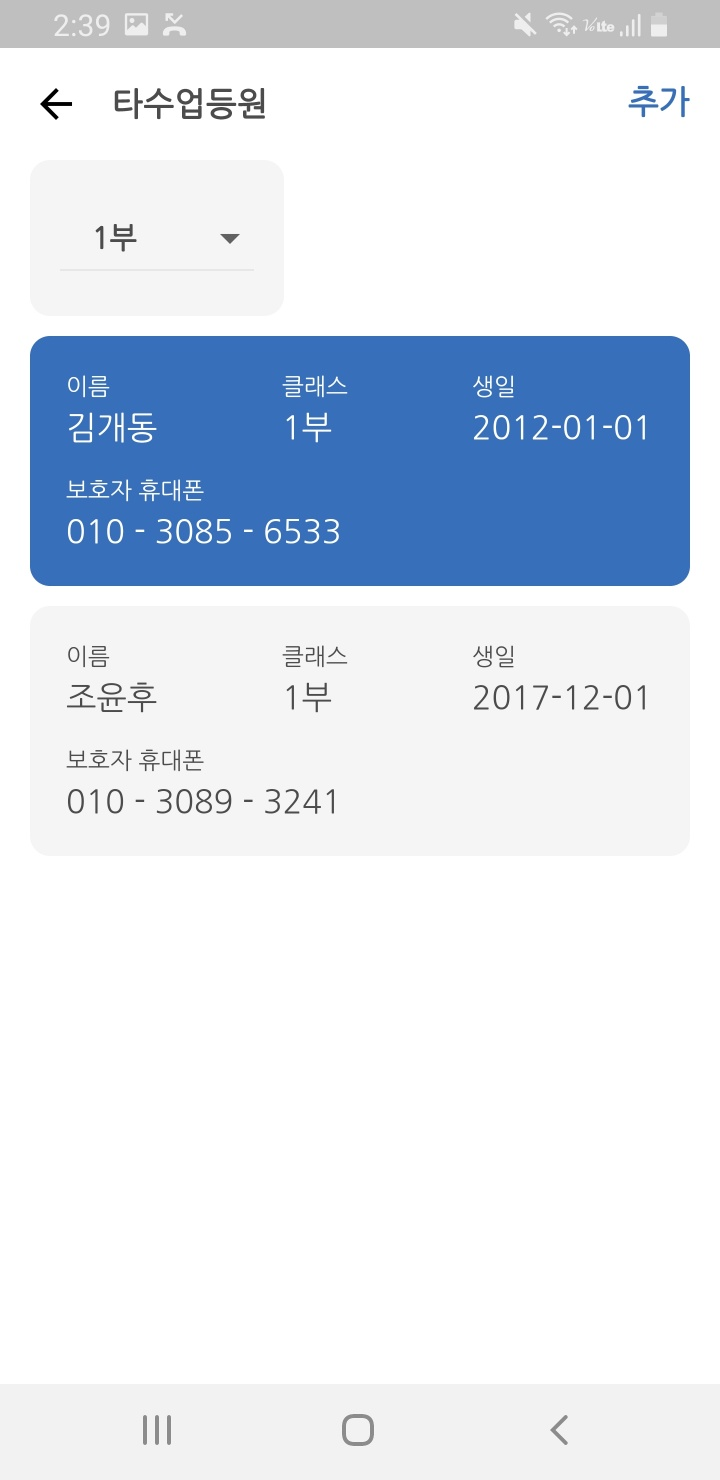 2:39
타수업등원
추가
1부
이름 클래스 생일
김개동 1부 2012-01-01
보호자 휴대폰
010 - 3085 - 6533
이름 클래스 생일
조윤후 1부 2017-12-01
보호자 휴대폰
010 - 3089 - 3241